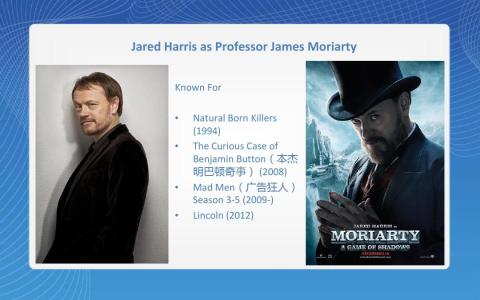 Jared Harris as Professor James Moriarty
Known For
• Natural Born Killers
(1994)
• The Curious Case of
Benjamin Button（本杰
明巴顿奇事） (2008)
• Mad Men（广告狂人）
Season 3-5 (2009-)
• Lincoln (2012)
JARED HARRIS IS
MORIARTY
A GAME OF SHADOWS